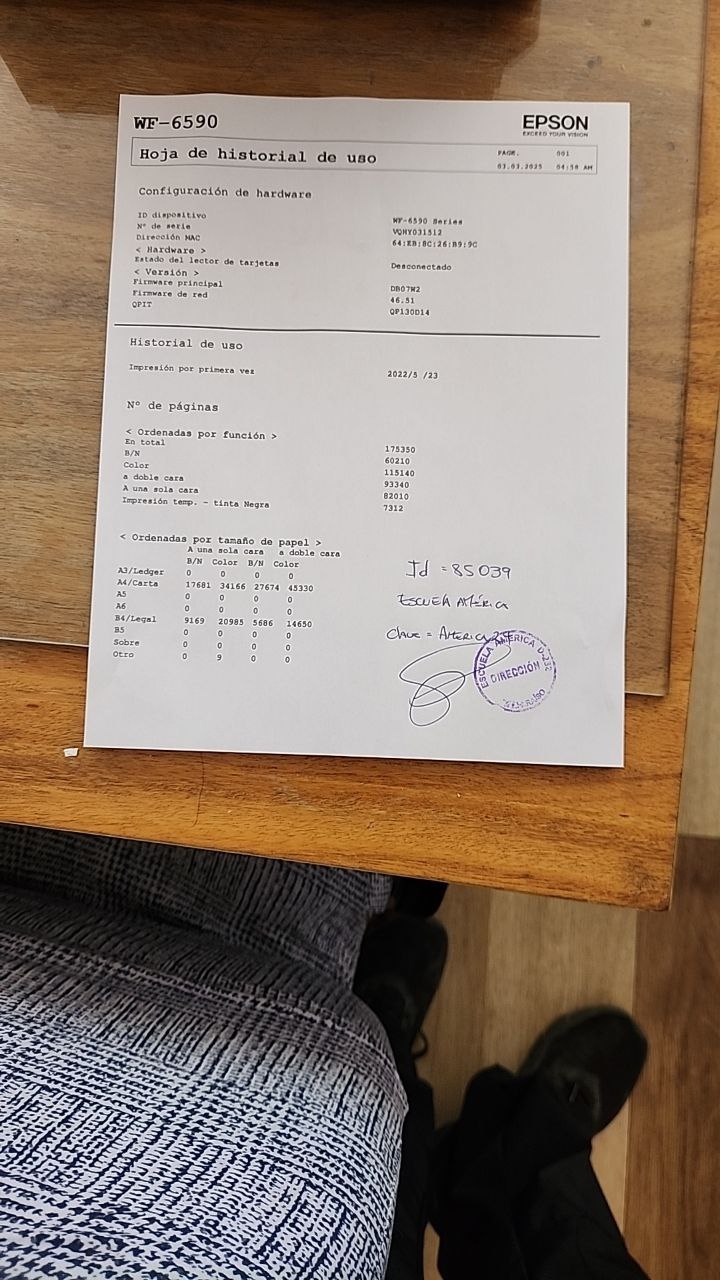 WF-6590
EPSON
EXCEED YOUR VISION
Hoja de historial de uso
PAGE. 001
03.03.2025 04:58 AM
Configuración de hardware
ID dispositivo WF-6590 Series
Nº de serie VQNY031512
Dirección MAC 64:EB:8C:26:B9:9C
< Hardware >
Estado del lector de tarjetas Desconectado
< Versión >
Firmware principal DB07W2
Firmware de red 46.51
QPIT QP130D14
Historial de uso
Impresión por primera vez 2022/5 /23
Nº de páginas
< Ordenadas por función >
En total 175350
B/N 60210
Color 115140
a doble cara 93340
A una sola cara 82010
Impresión temp. - tinta Negra 7312
< Ordenadas por tamaño de papel >
A una sola cara a doble cara
B/N Color B/N Color
A3/Ledger 0 0 0 0
A4/Carta 17681 34166 27674 45330
A5 0 0 0 0
A6 0 0 0 0
B4/Legal 9169 20985 5686 14650
B5 0 0 0 0
Sobre 0 0 0 0
Otro 0 9 0 0
Id = 85039
ESCUELA AMÉRICA
Clave = AMERICA
ESCUELA AMERICA D-232
DIRECCIÓN